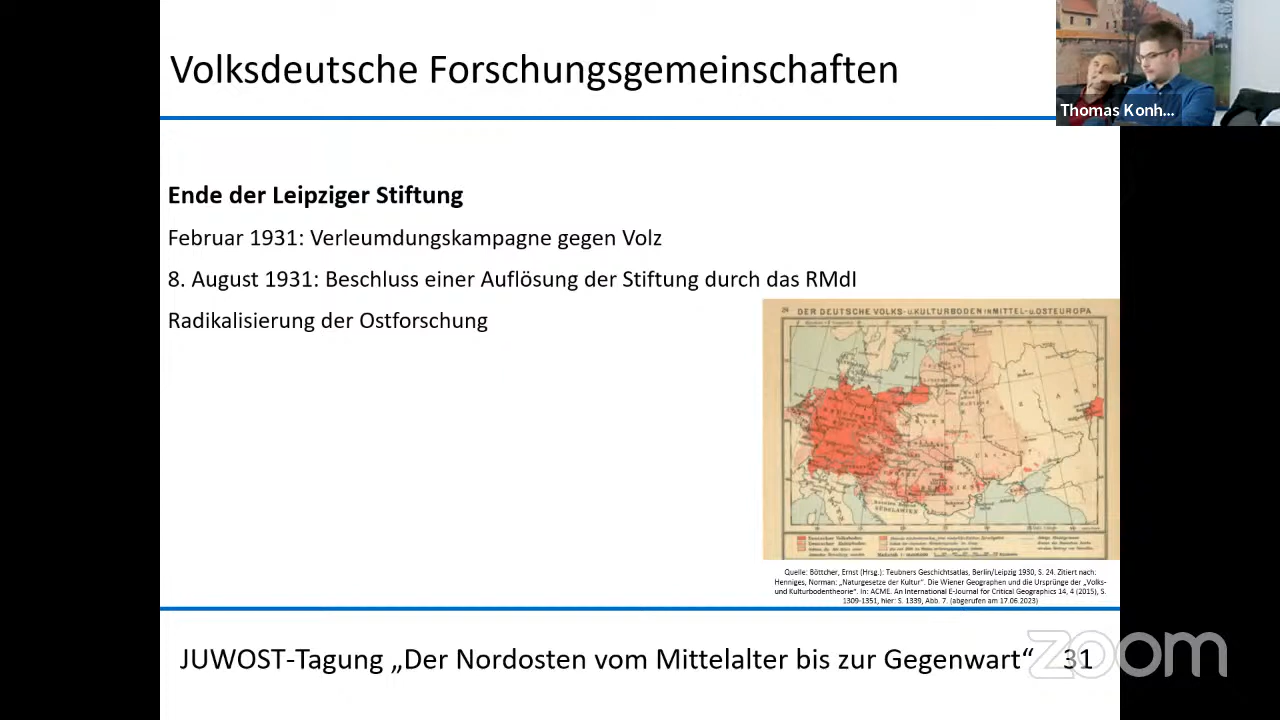 Volksdeutsche Forschungsgemeinschaften
Thomas Konh...
Ende der Leipziger Stiftung
Februar 1931: Verleumdungskampagne gegen Volz
8. August 1931: Beschluss einer Auflösung der Stiftung durch das RMdI
Radikalisierung der Ostforschung
DER DEUTSCHE VOLKS- u. KULTURBODEN IN MITTEL- u. OSTEUROPA
Quelle: Böttcher, Ernst (Hrsg.): Teubners Geschichtsatlas, Berlin/Leipzig 1930, S. 24. Zitiert nach:
Henniges, Norman: „Naturgesetze der Kultur“. Die Wiener Geographen und die Ursprünge der „Volks-
und Kulturbodentheorie“. In: ACME. An International E-Journal for Critical Geographics 14, 4 (2015), S.
1309-1351, hier: S. 1339, Abb. 7. (abgerufen am 17.06.2023)
JUWOST-Tagung „Der Nordosten vom Mittelalter bis zur Gegenwart“ 31
zoom